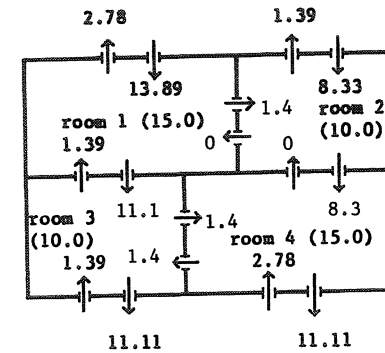 2.78 1.39
13.89 8.33
room 1 (15.0) 1.4 room 2
(10.0)
1.39 0 0
11.1 8.3
room 3 1.4 room 4 (15.0)
(10.0)
1.39 1.4 2.78
11.11 11.11